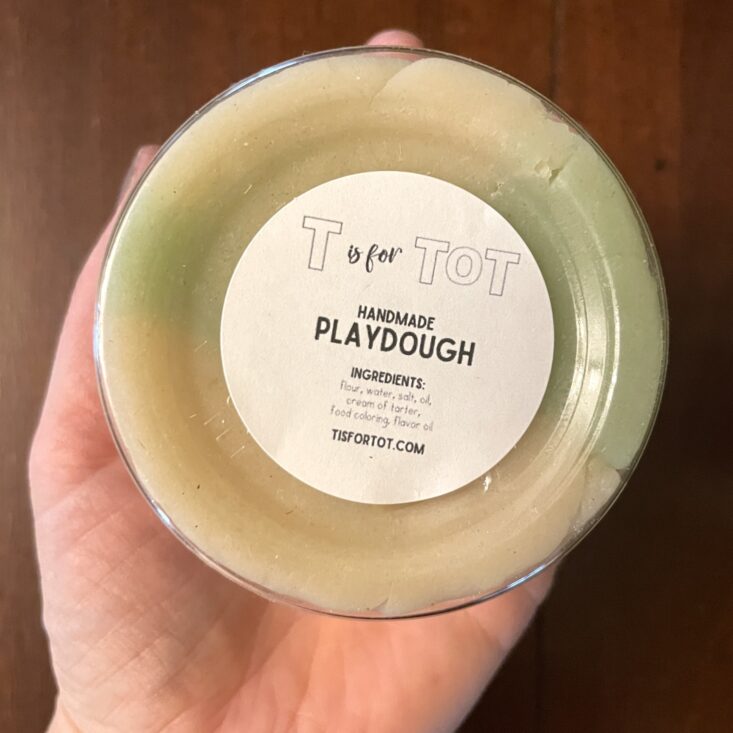 T is for TOT
HANDMADE
PLAYDOUGH
INGREDIENTS:
flour, water, salt, oil,
cream of tarter,
food coloring, flavor oil
TISFORTOT.COM